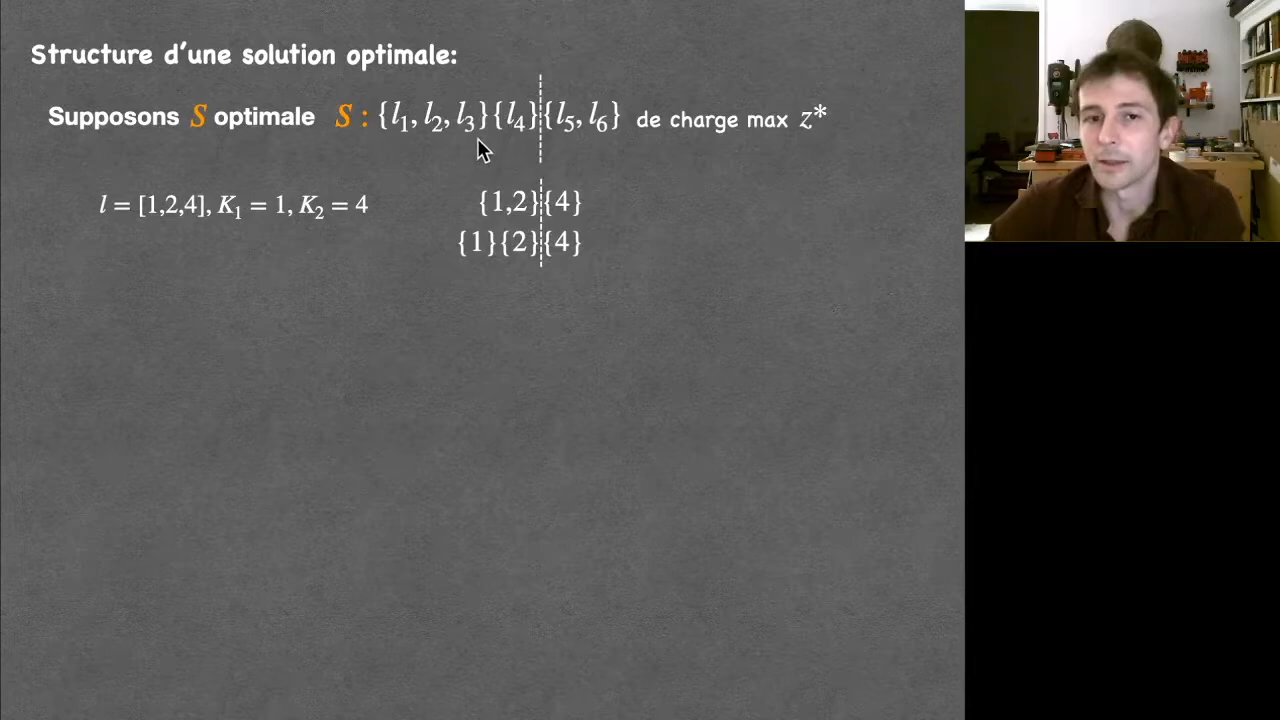 Structure d'une solution optimale:
Supposons S optimale S : {l₁, l₂, l₃}{l₄}{l₅, l₆} de charge max z*
l = [1,2,4], K₁ = 1, K₂ = 4 {1,2}{4}
{1}{2}{4}